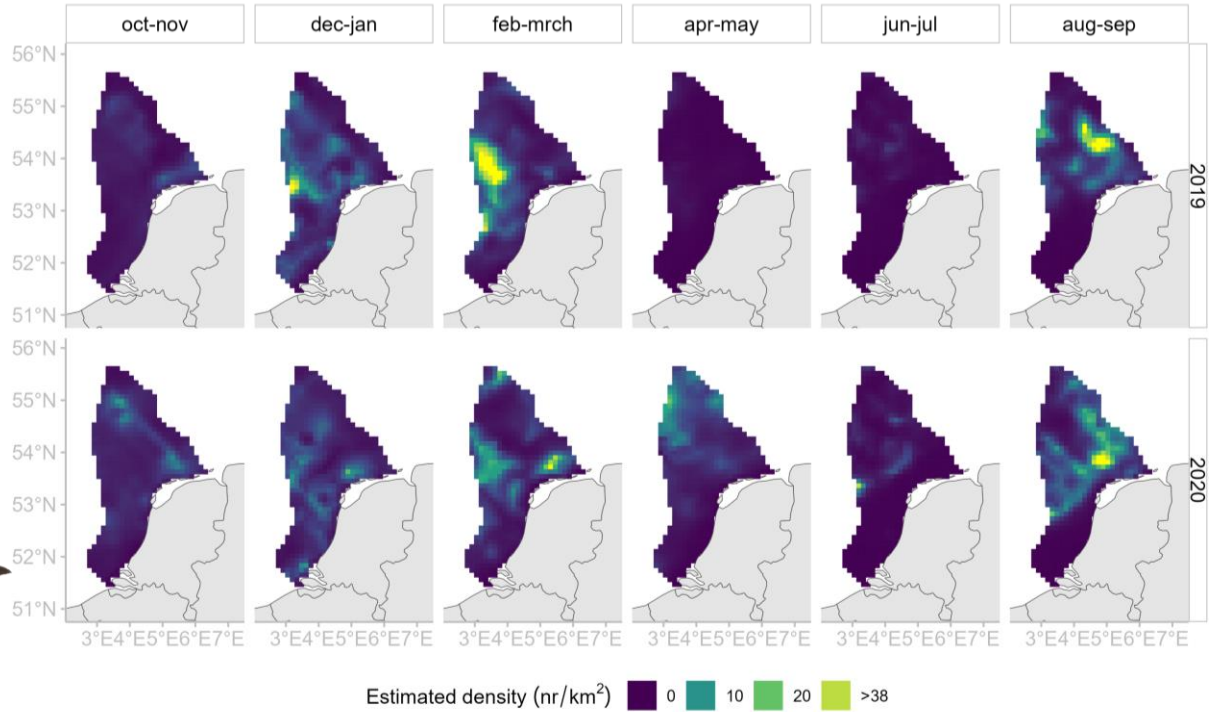 oct-nov dec-jan feb-mrch apr-may jun-jul aug-sep
56°N
55°N
54°N
53°N
52°N
51°N
2019
56°N
55°N
54°N
53°N
52°N
51°N
2020
3°E4°E5°E6°E7°E 3°E4°E5°E6°E7°E 3°E4°E5°E6°E7°E 3°E4°E5°E6°E7°E 3°E4°E5°E6°E7°E 3°E4°E5°E6°E7°E
Estimated density (nr/km²) 0 10 20 >38